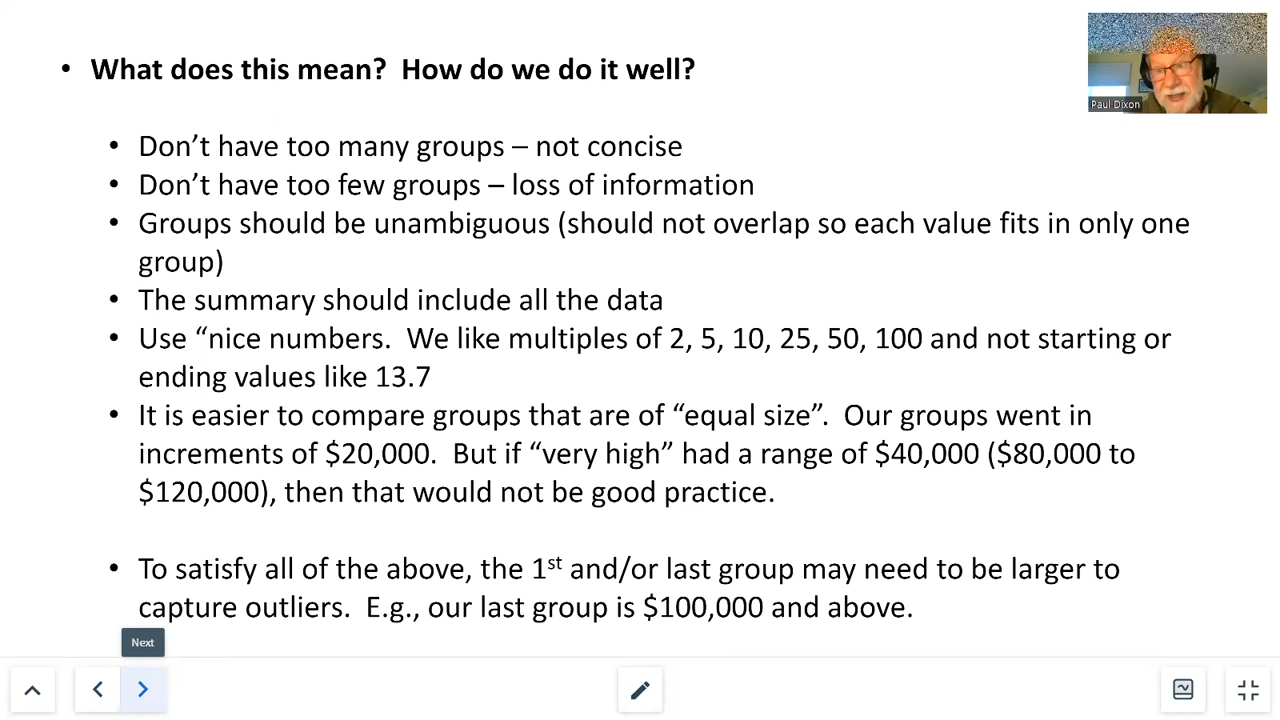 • What does this mean?  How do we do it well?
Paul Dixon
• Don’t have too many groups – not concise
• Don’t have too few groups – loss of information
• Groups should be unambiguous (should not overlap so each value fits in only one
group)
• The summary should include all the data
• Use “nice numbers.  We like multiples of 2, 5, 10, 25, 50, 100 and not starting or
ending values like 13.7
• It is easier to compare groups that are of “equal size”.  Our groups went in
increments of $20,000.  But if “very high” had a range of $40,000 ($80,000 to
$120,000), then that would not be good practice.
• To satisfy all of the above, the 1st and/or last group may need to be larger to
capture outliers.  E.g., our last group is $100,000 and above.
Next